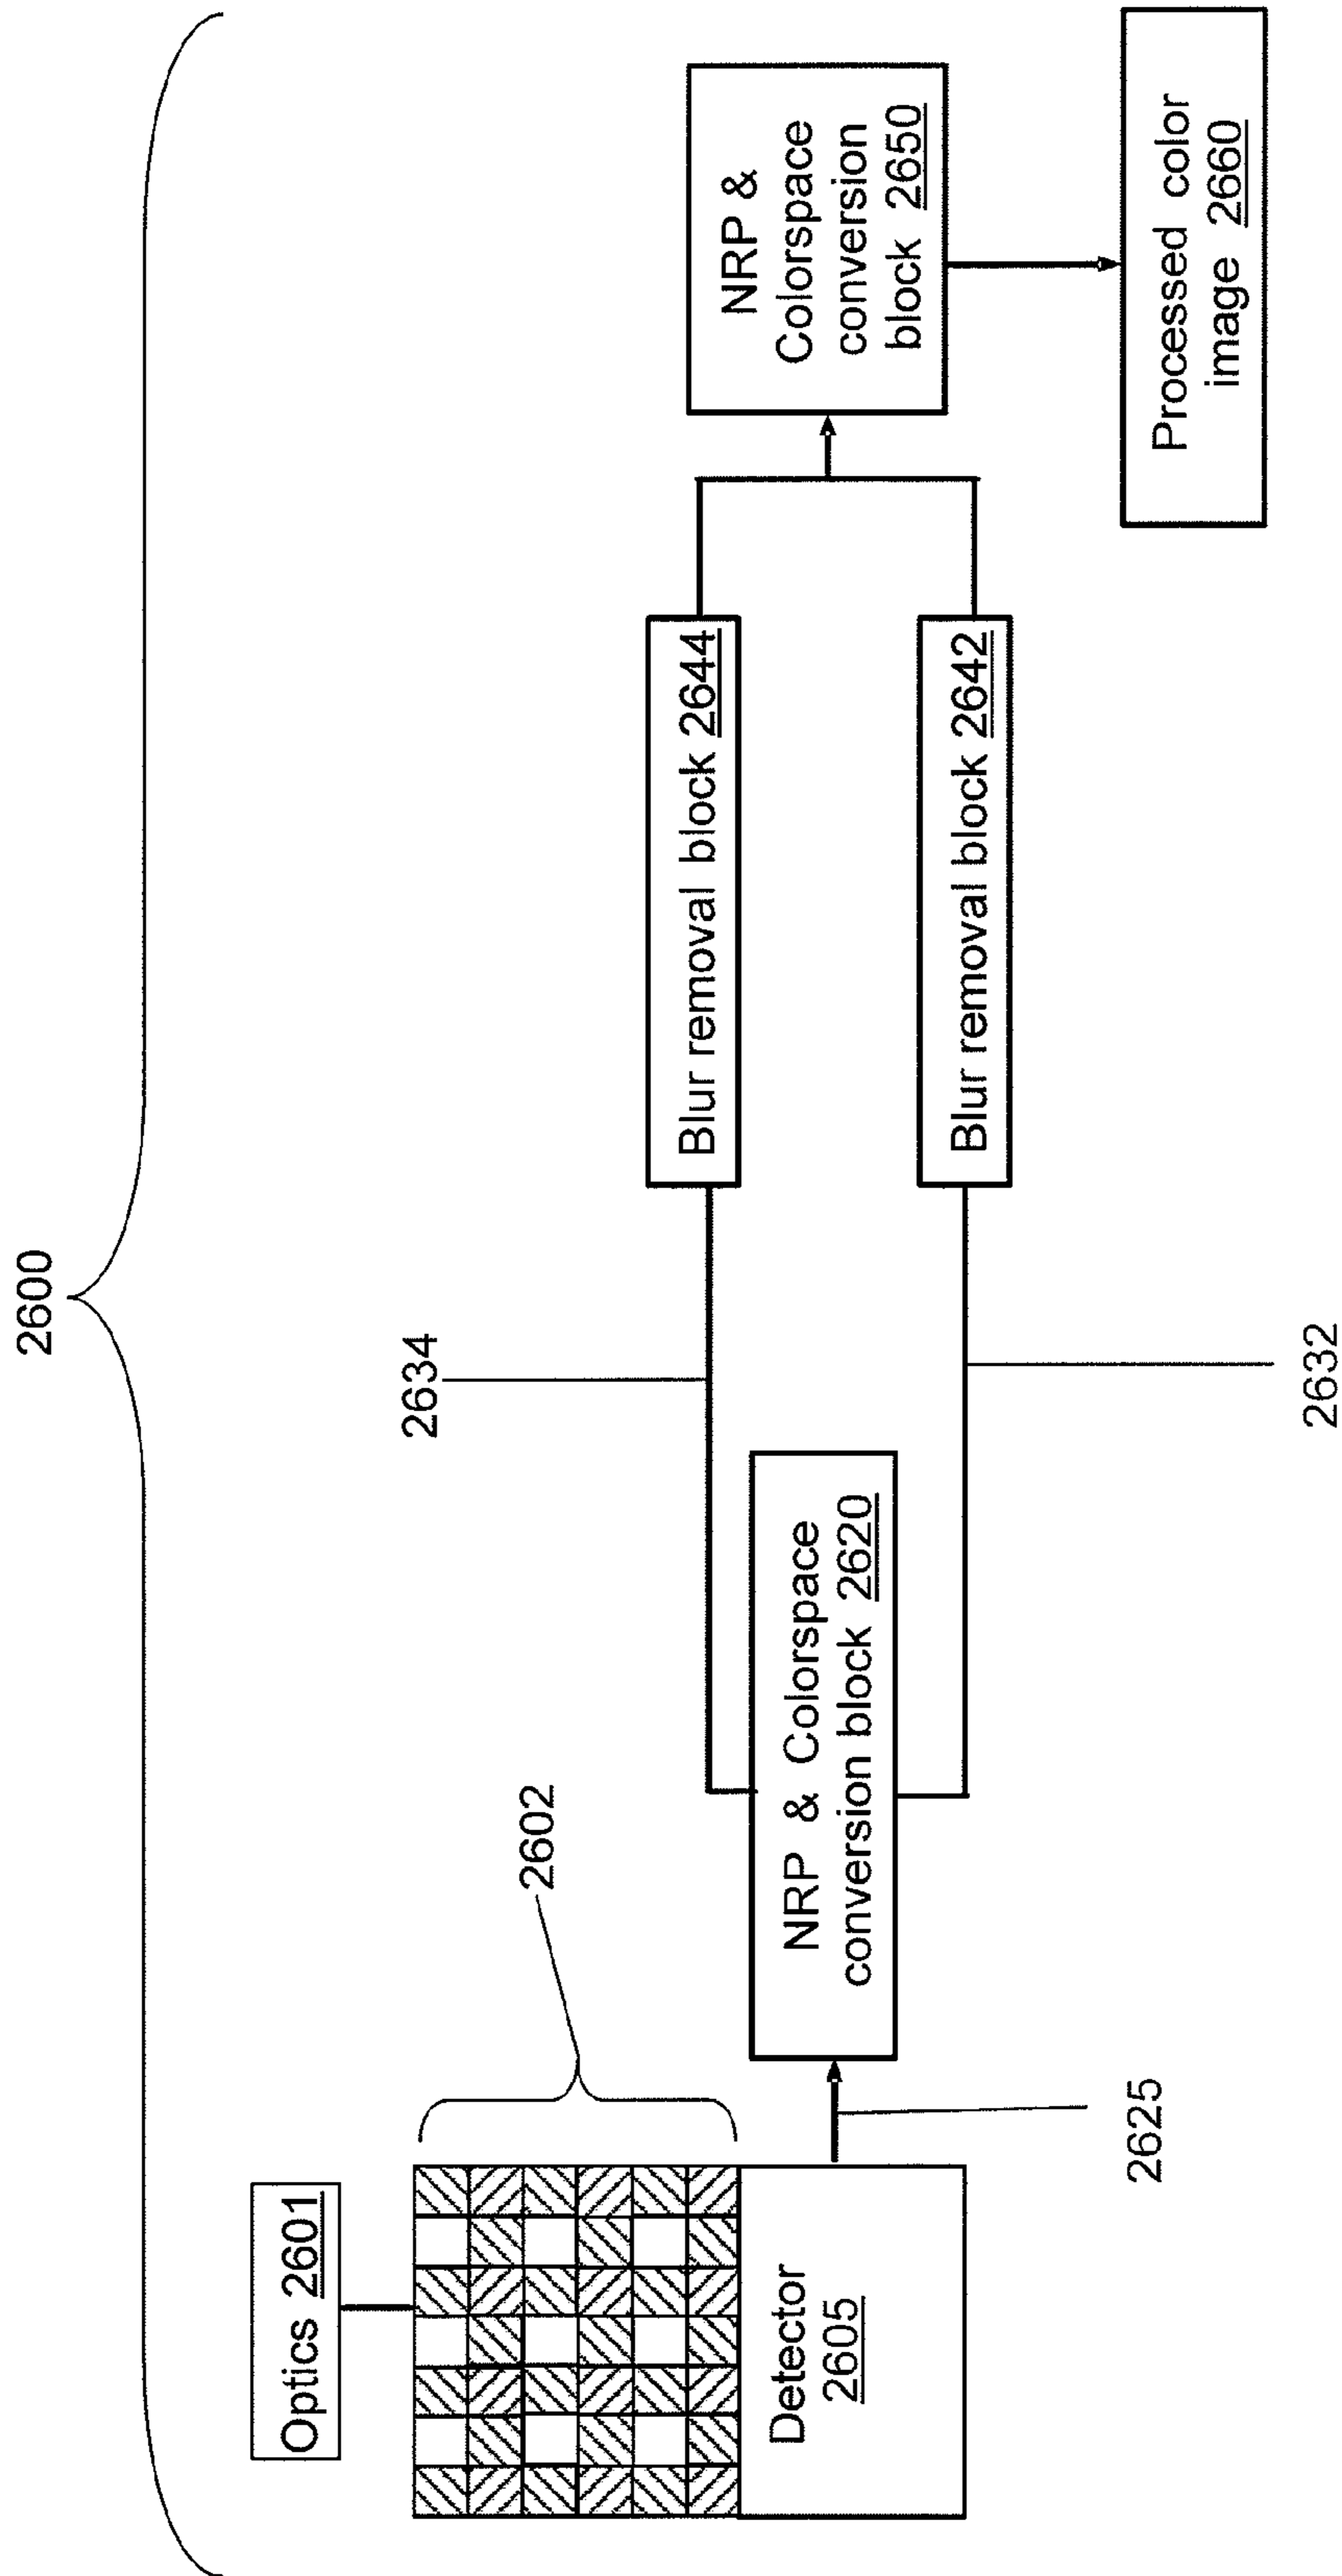 2600
Optics 2601
2602
Detector
2605
2625
NRP & Colorspace
conversion block 2620
2634
2632
Blur removal block 2644
Blur removal block 2642
NRP &
Colorspace
conversion
block 2650
Processed color
image 2660